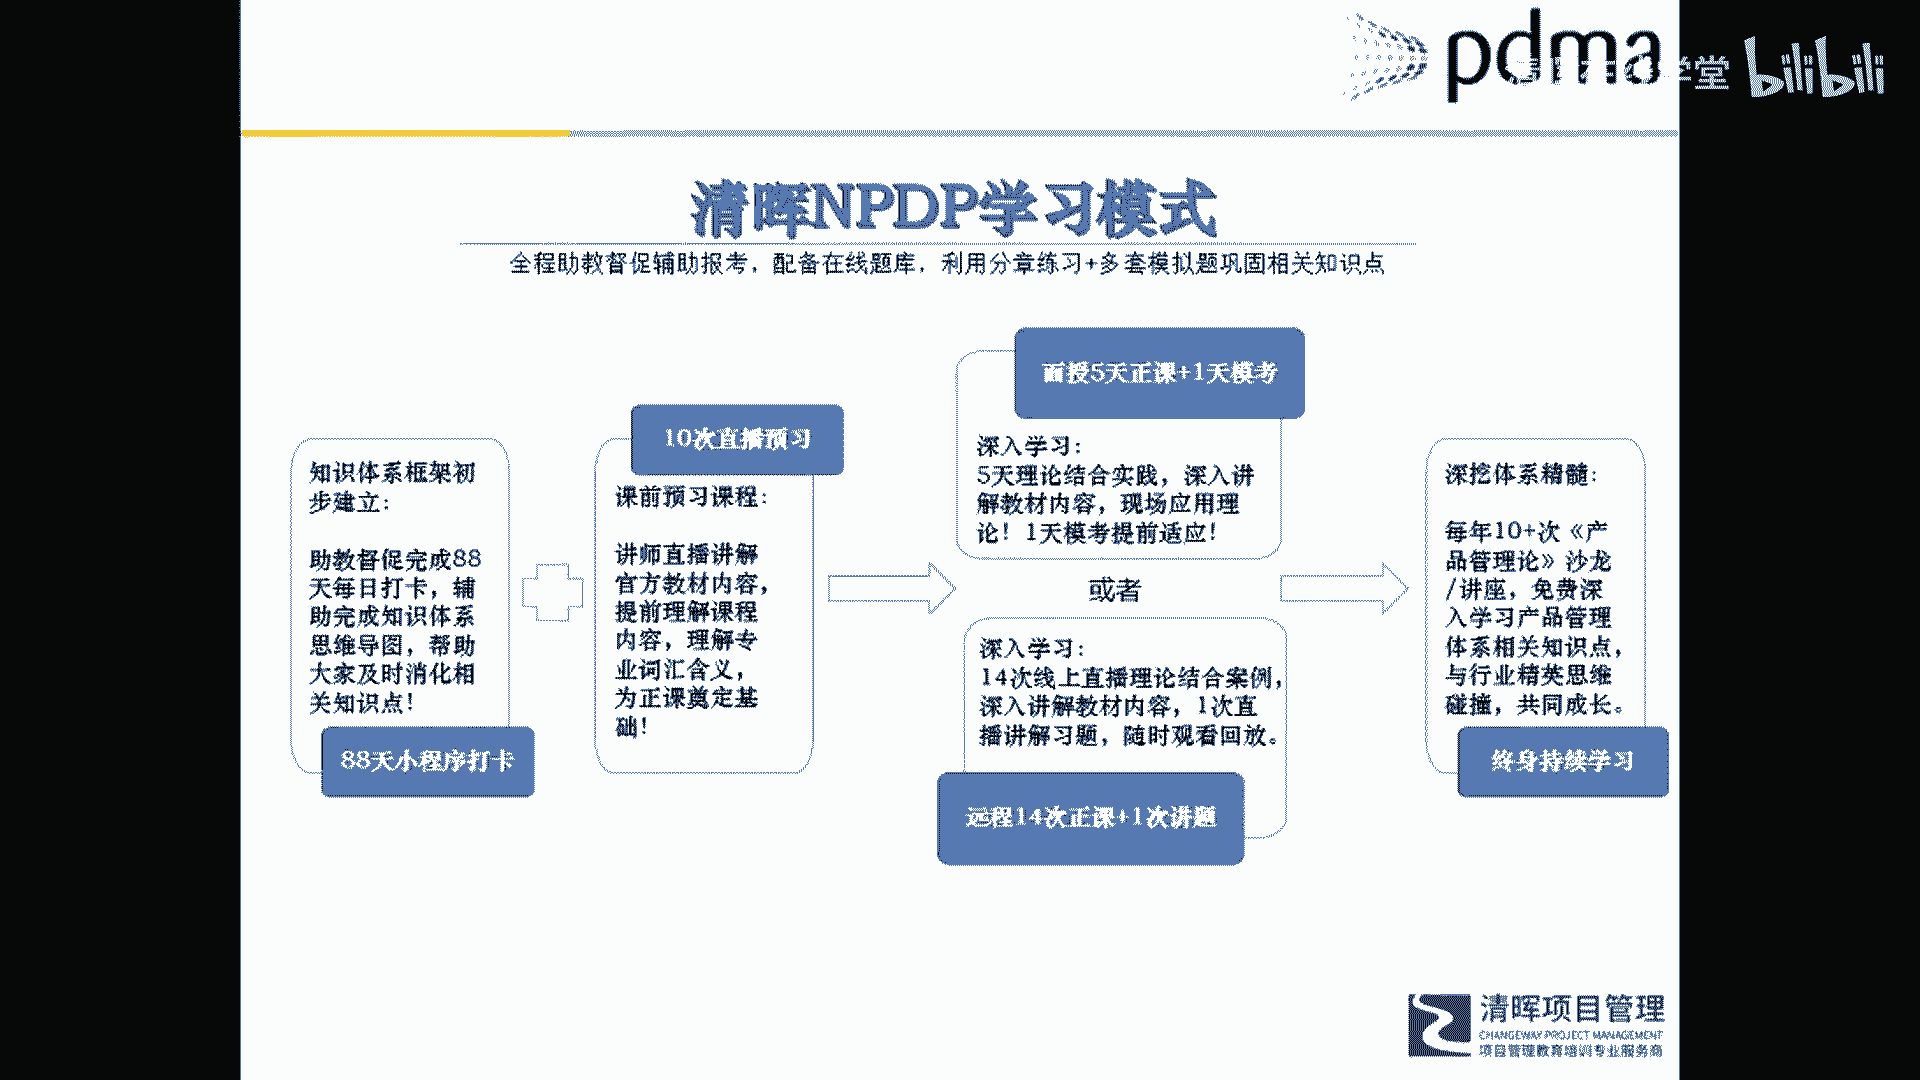 pdma
学堂
bilibili
清晖NPDP学习模式
全程助教督促辅助报考，配备在线题库，利用分章练习+多套模拟题巩固相关知识点
知识体系框架初
步建立：
助教督促完成88
天每日打卡，辅
助完成知识体系
思维导图，帮助
大家及时消化相
关知识点！
88天小程序打卡
10次直播预习
课前预习课程：
讲师直播讲解
官方教材内容，
提前理解课程
内容，理解专
业词汇含义，
为正课奠定基
础！
面授5天正课+1天模考
深入学习：
5天理论结合实践，深入讲
解教材内容，现场应用理
论！1天模考提前适应！
或者
深入学习：
14次线上直播理论结合案例，
深入讲解教材内容，1次直
播讲解习题，随时观看回放。
远程14次正课+1次讲题
深挖体系精髓：
每年10+次《产
品管理论》沙龙
/讲座，免费深
入学习产品管理
体系相关知识点，
与行业精英思维
碰撞，共同成长。
终身持续学习
清晖项目管理
CHANGEWAY PROJECT MANAGEMENT
项目管理教育培训专业服务商